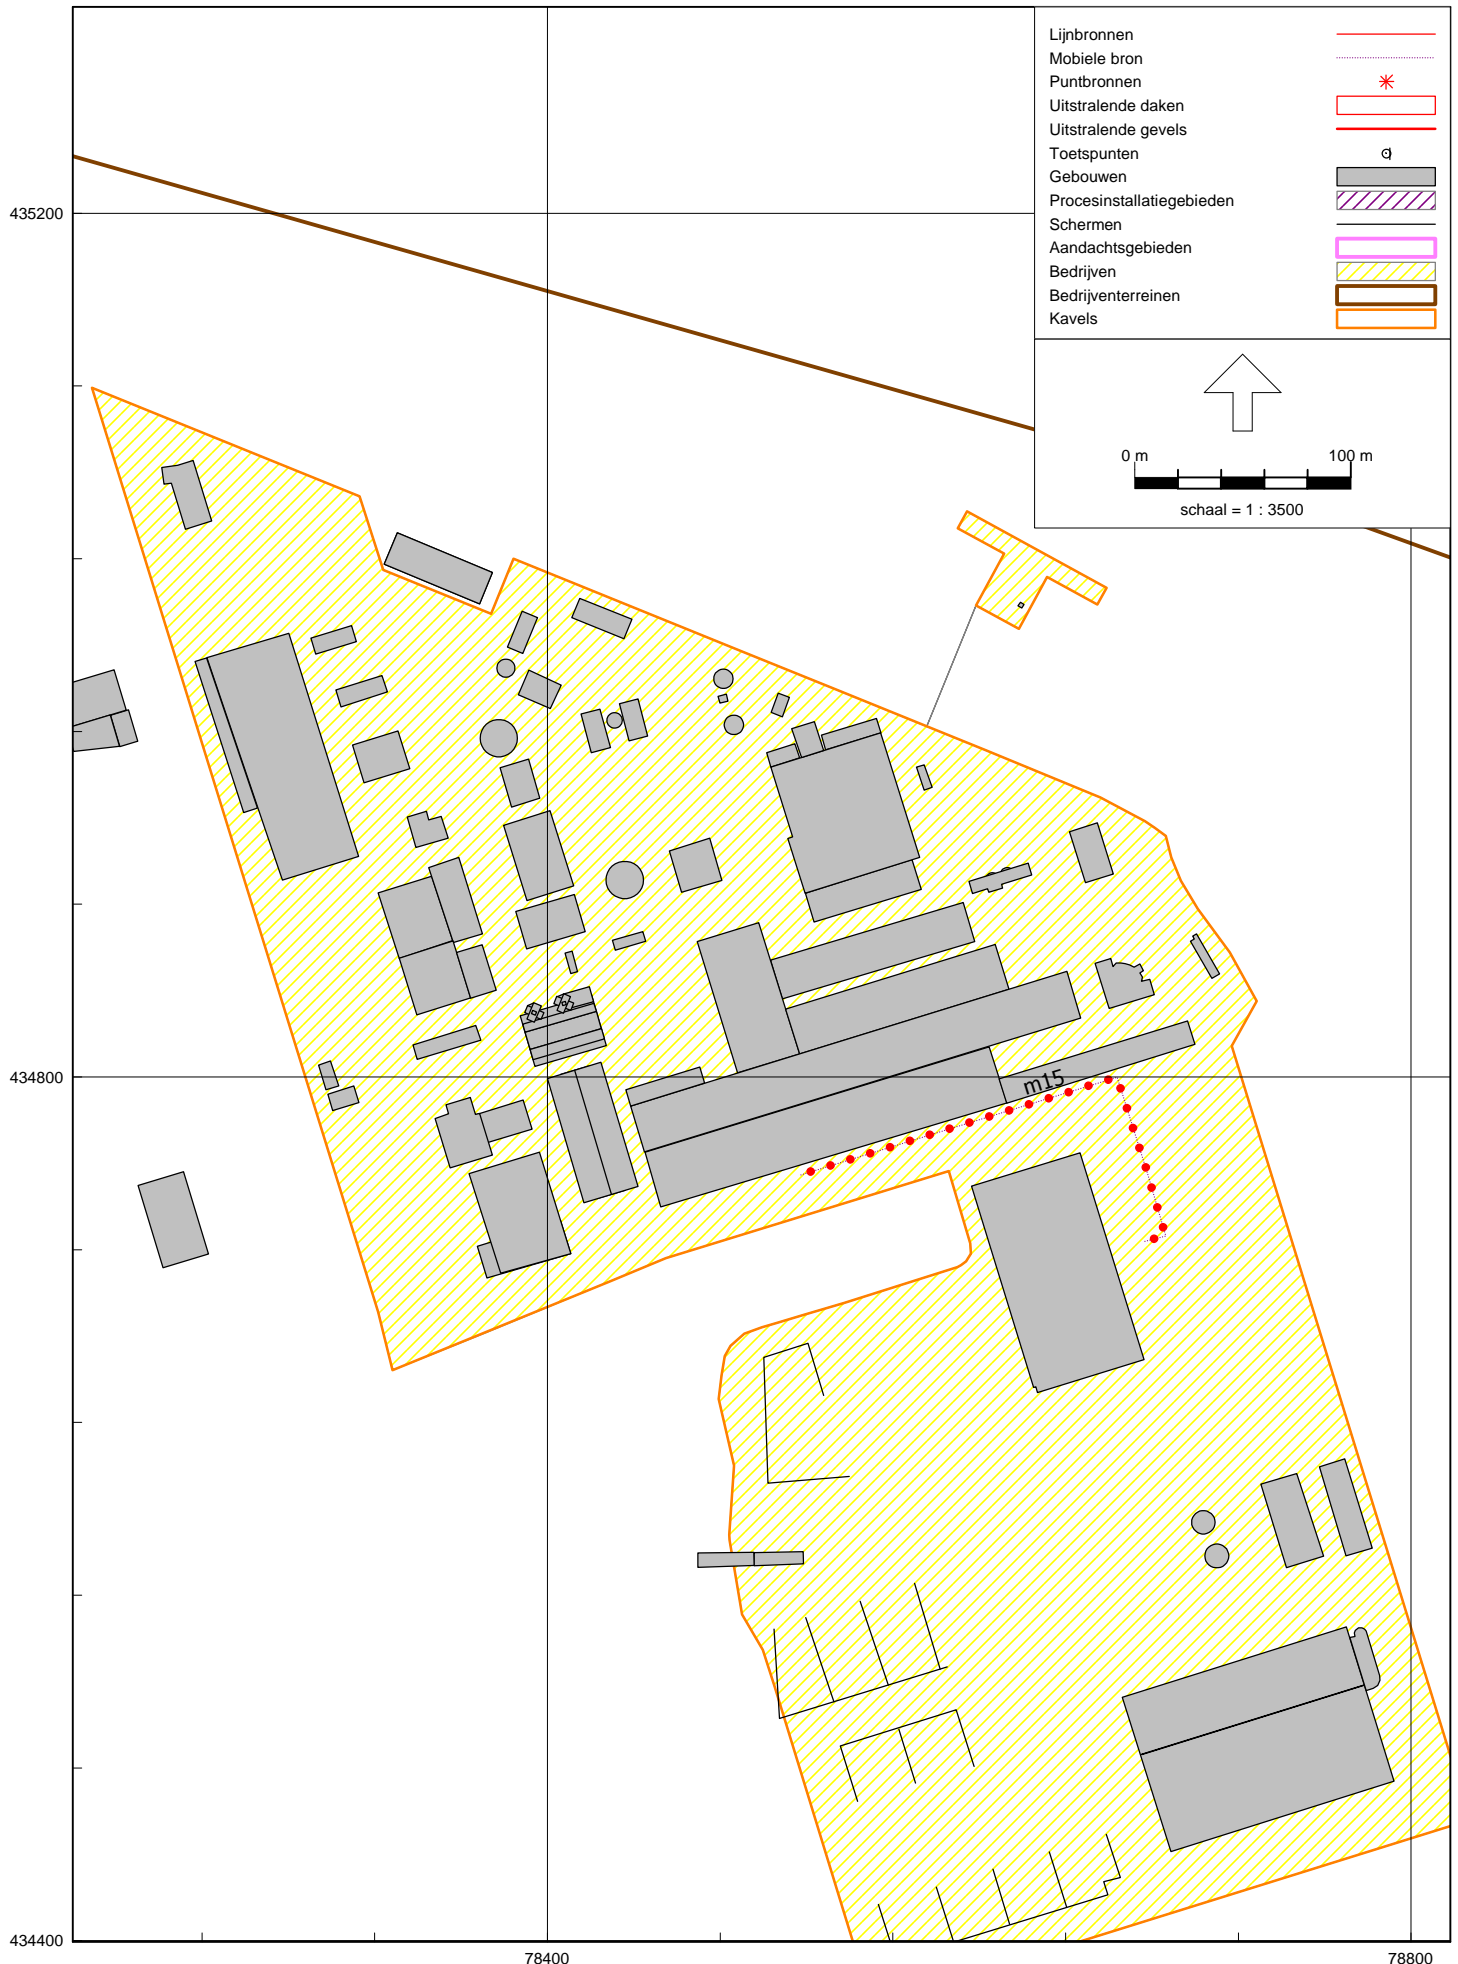 Lijnbronnen
Mobiele bron
Puntbronnen
Uitstralende daken
Uitstralende gevels
Toetspunten
Gebouwen
Procesinstallatiegebieden
Schermen
Aandachtsgebieden
Bedrijven
Bedrijventerreinen
Kavels
0 m 100 m
schaal = 1 : 3500
435200
434800
m15
434400
78400 78800